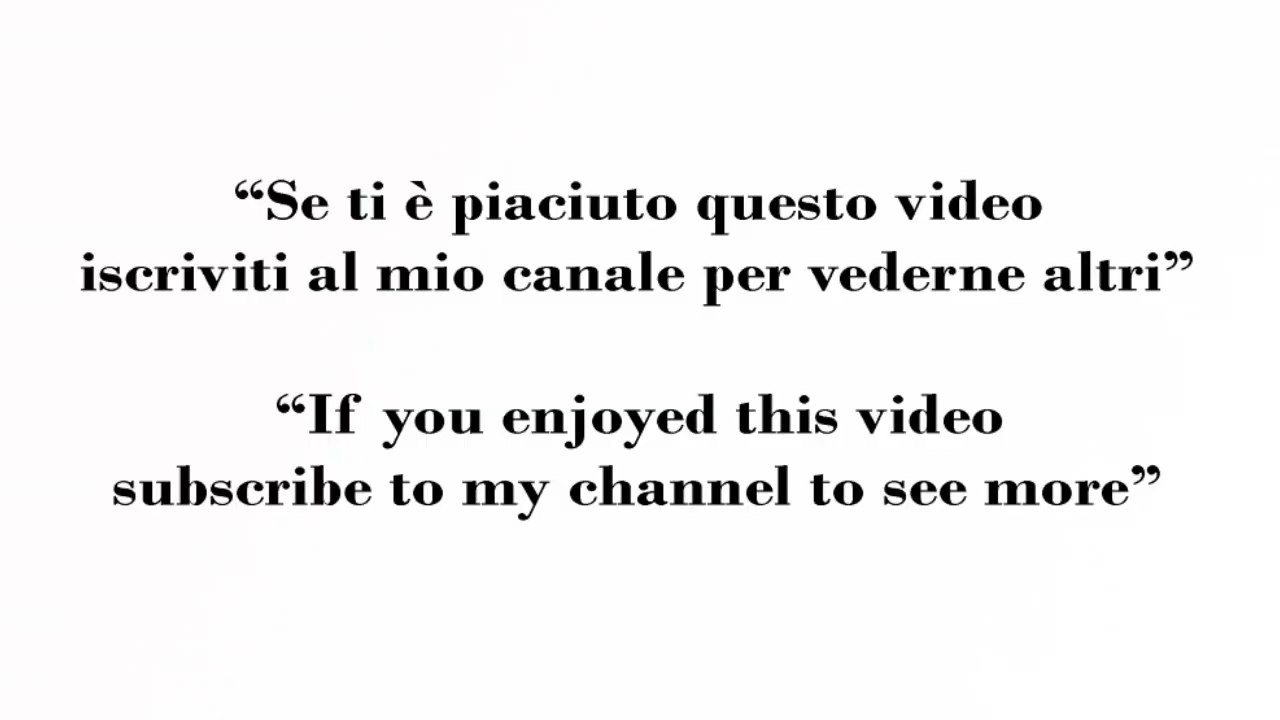 “Se ti è piaciuto questo video
iscriviti al mio canale per vederne altri”
“If you enjoyed this video
subscribe to my channel to see more”